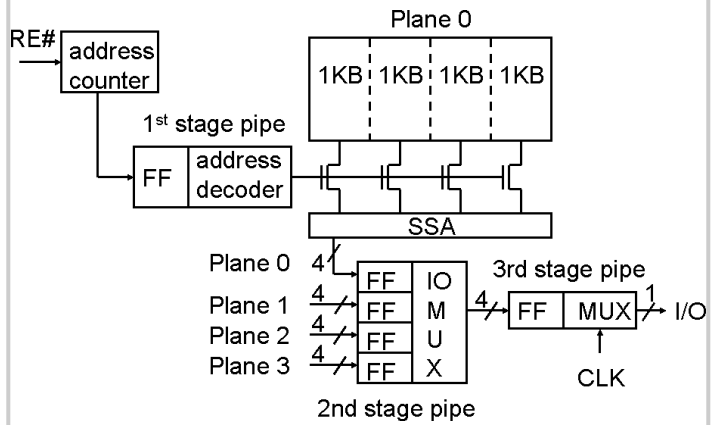 Plane 0
RE#
address
counter
1KB 1KB 1KB 1KB
1st stage pipe
FF
address
decoder
SSA
Plane 0 4
Plane 1 4
Plane 2 4
Plane 3 4
FF
FF
FF
FF
IO
M
U
X
2nd stage pipe
4
3rd stage pipe
FF MUX
1
I/O
CLK